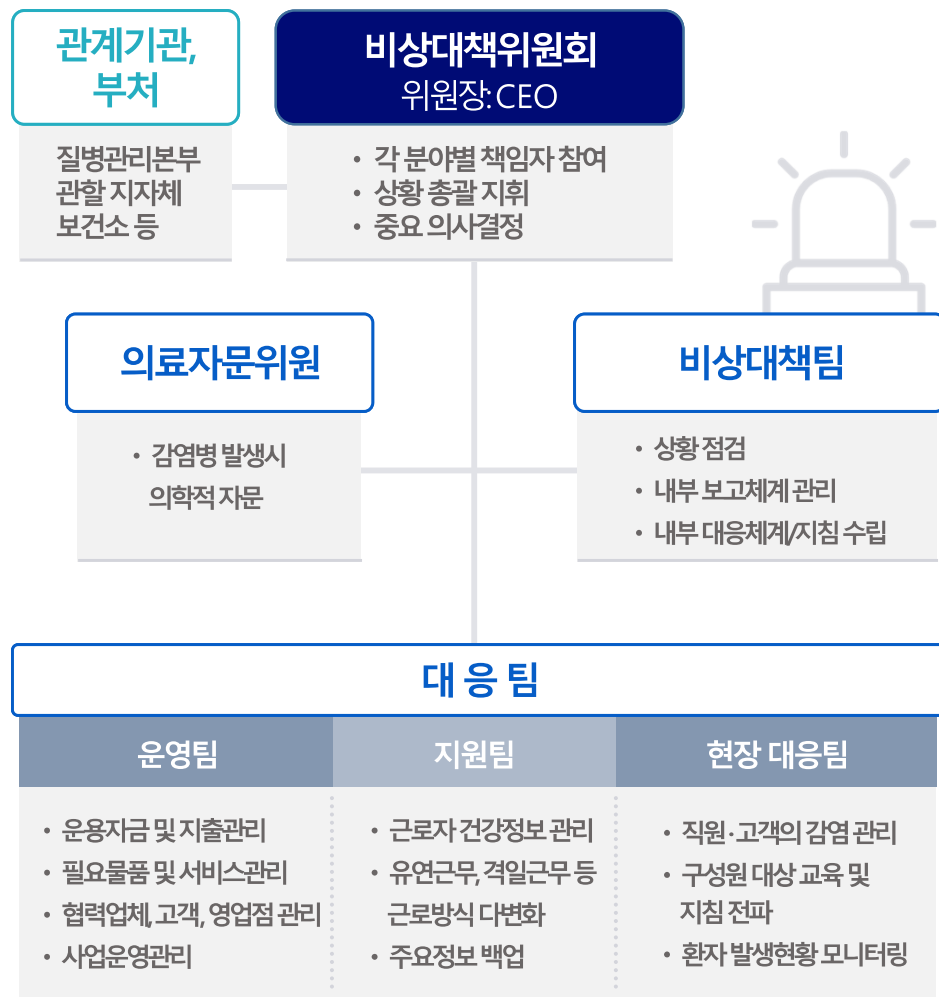 관계기관,
부처
질병관리본부
관할 지자체
보건소 등
비상대책위원회
위원장: CEO
• 각 분야별 책임자 참여
• 상황 총괄 지휘
• 중요 의사결정
의료자문위원
• 감염병 발생시
의학적 자문
비상대책팀
• 상황 점검
• 내부 보고체계 관리
• 내부 대응체계/지침 수립
대 응 팀
운영팀
• 운용자금 및 지출관리
• 필요물품 및 서비스관리
• 협력업체, 고객, 영업점 관리
• 사업운영관리
지원팀
• 근로자 건강정보 관리
• 유연근무, 격일근무 등
근로방식 다변화
• 주요정보 백업
현장 대응팀
• 직원·고객의 감염 관리
• 구성원 대상 교육 및
지침 전파
• 환자 발생현황 모니터링